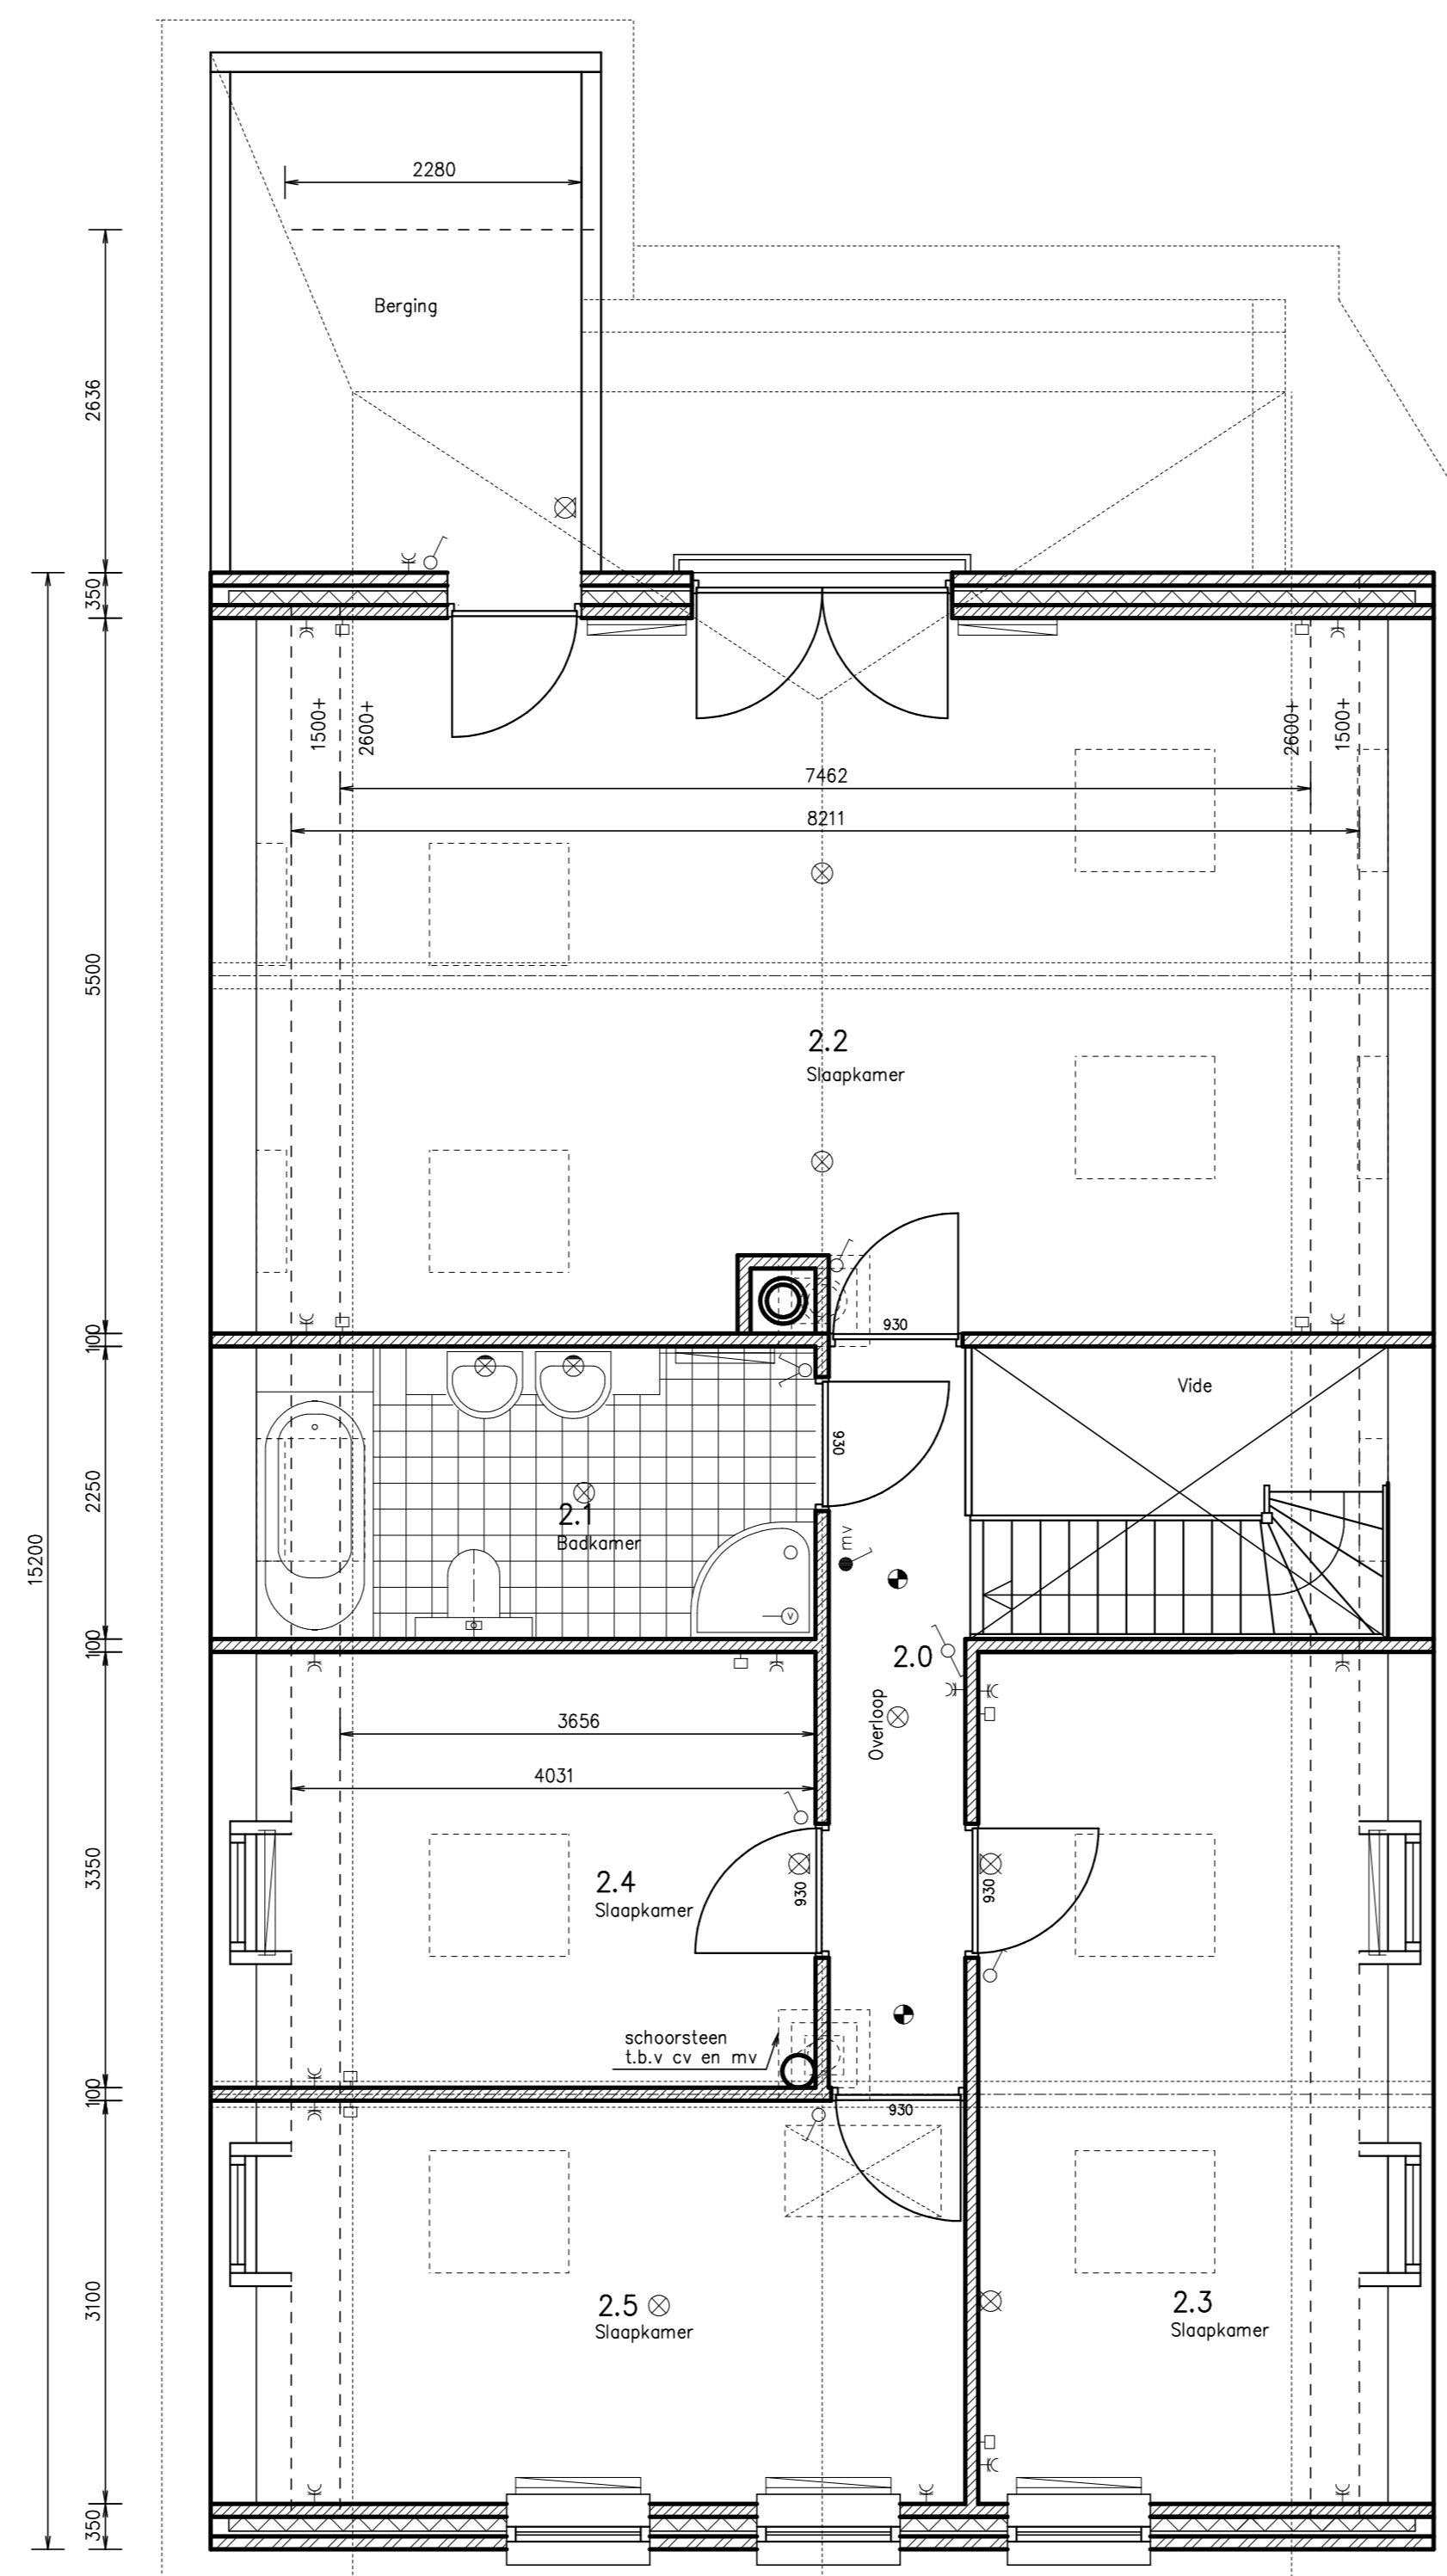 2280
Berging
2636
350
1500+
2600+
2600+
1500+
7462
8211
5500
2.2
Slaapkamer
930
100
Vide
930
2250
2.1
Badkamer
mv
15200
100
2.0
Overloop
3656
4031
3350
2.4
Slaapkamer
930
930
schoorsteen
t.b.v cv en mv
100
930
3100
2.5
Slaapkamer
2.3
Slaapkamer
350
V